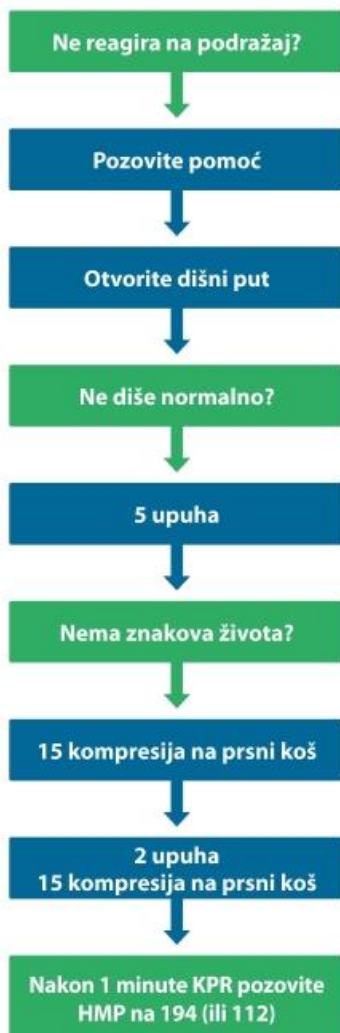 Ne reagira na podražaj?
Pozovite pomoć
Otvorite dišni put
Ne diše normalno?
5 upuha
Nema znakova života?
15 kompresija na prsni koš
2 upuha
15 kompresija na prsni koš
Nakon 1 minute KPR pozovite
HMP na 194 (ili 112)